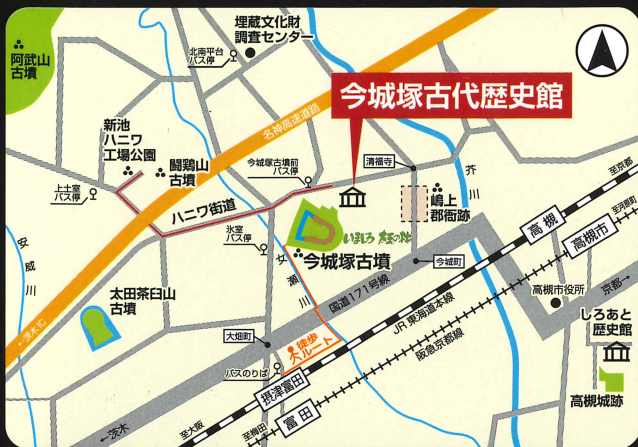 埋蔵文化財
調査センター
北南平台
バス停
阿武山
古墳
今城塚古代歴史館
名神高速道路
新池
ハニワ
工場公園
闘鶏山
古墳
今城塚古墳前
バス停
清福寺
芥川
至京都
上土室
バス停
ハニワ街道
嶋上
郡衙跡
至河原町
高槻
高槻市
氷室
バス停
いましろ 大王の杜
今城塚古墳
安威川
女瀬川
今城町
高槻市役所
京都→
太田茶臼山
古墳
国道171号線
JR東海道本線
阪急京都線
しろあと
歴史館
←茨木IC
大畑町
徒歩
ルート
バスのりば
摂津富田
富田
高槻城跡
←茨木
至大阪
至梅田